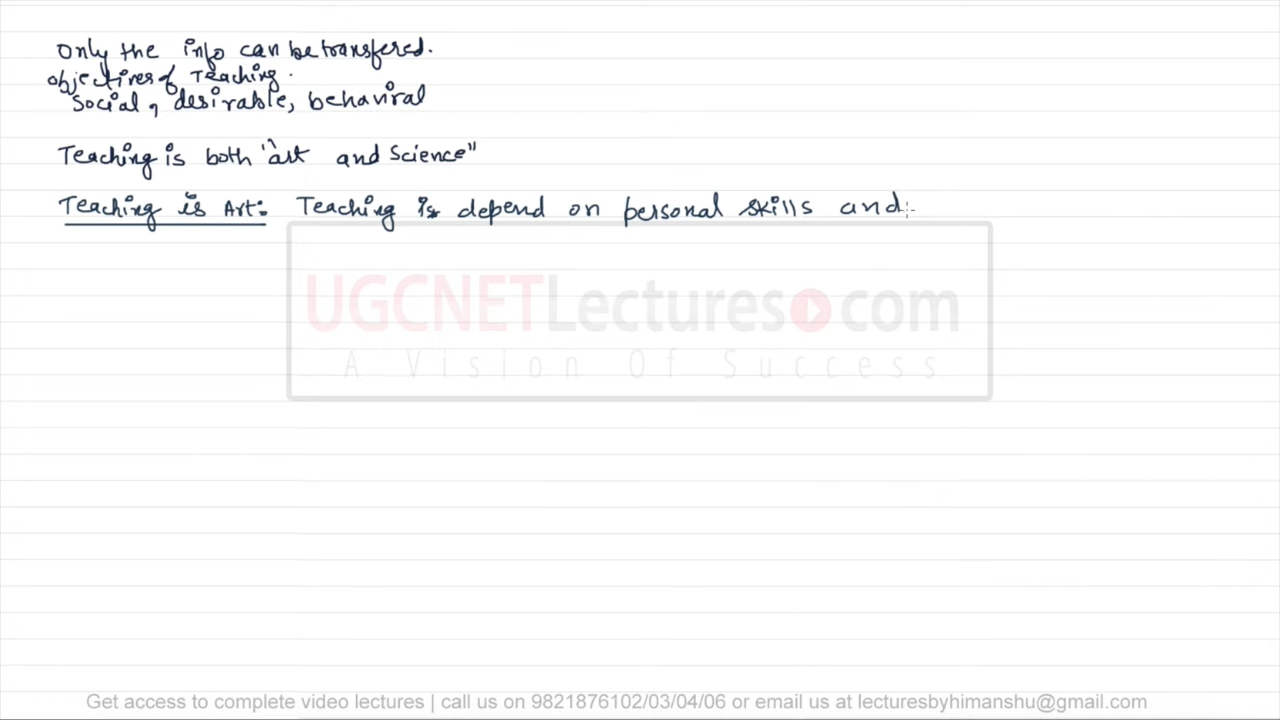 Only the info can be transfered.
objectives of Teaching.
Social, desirable, behaviral
Teaching is both "art and Science"
Teaching is Art: Teaching is depend on personal skills and
UGCNETLectures.com
A Vision Of Success
Get access to complete video lectures | call us on 9821876102/03/04/06 or email us at lecturesbyhimanshu@gmail.com